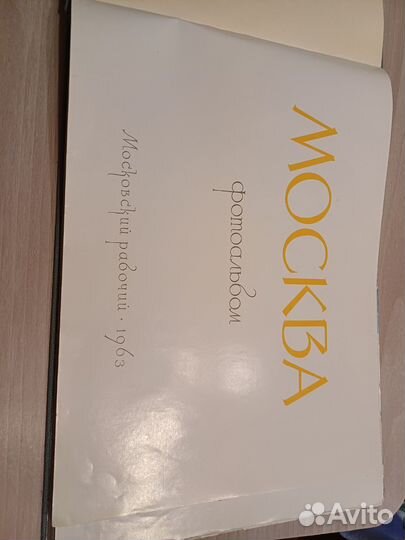 МОСКВА
фотоальбом
Московский рабочий · 1963
Avito